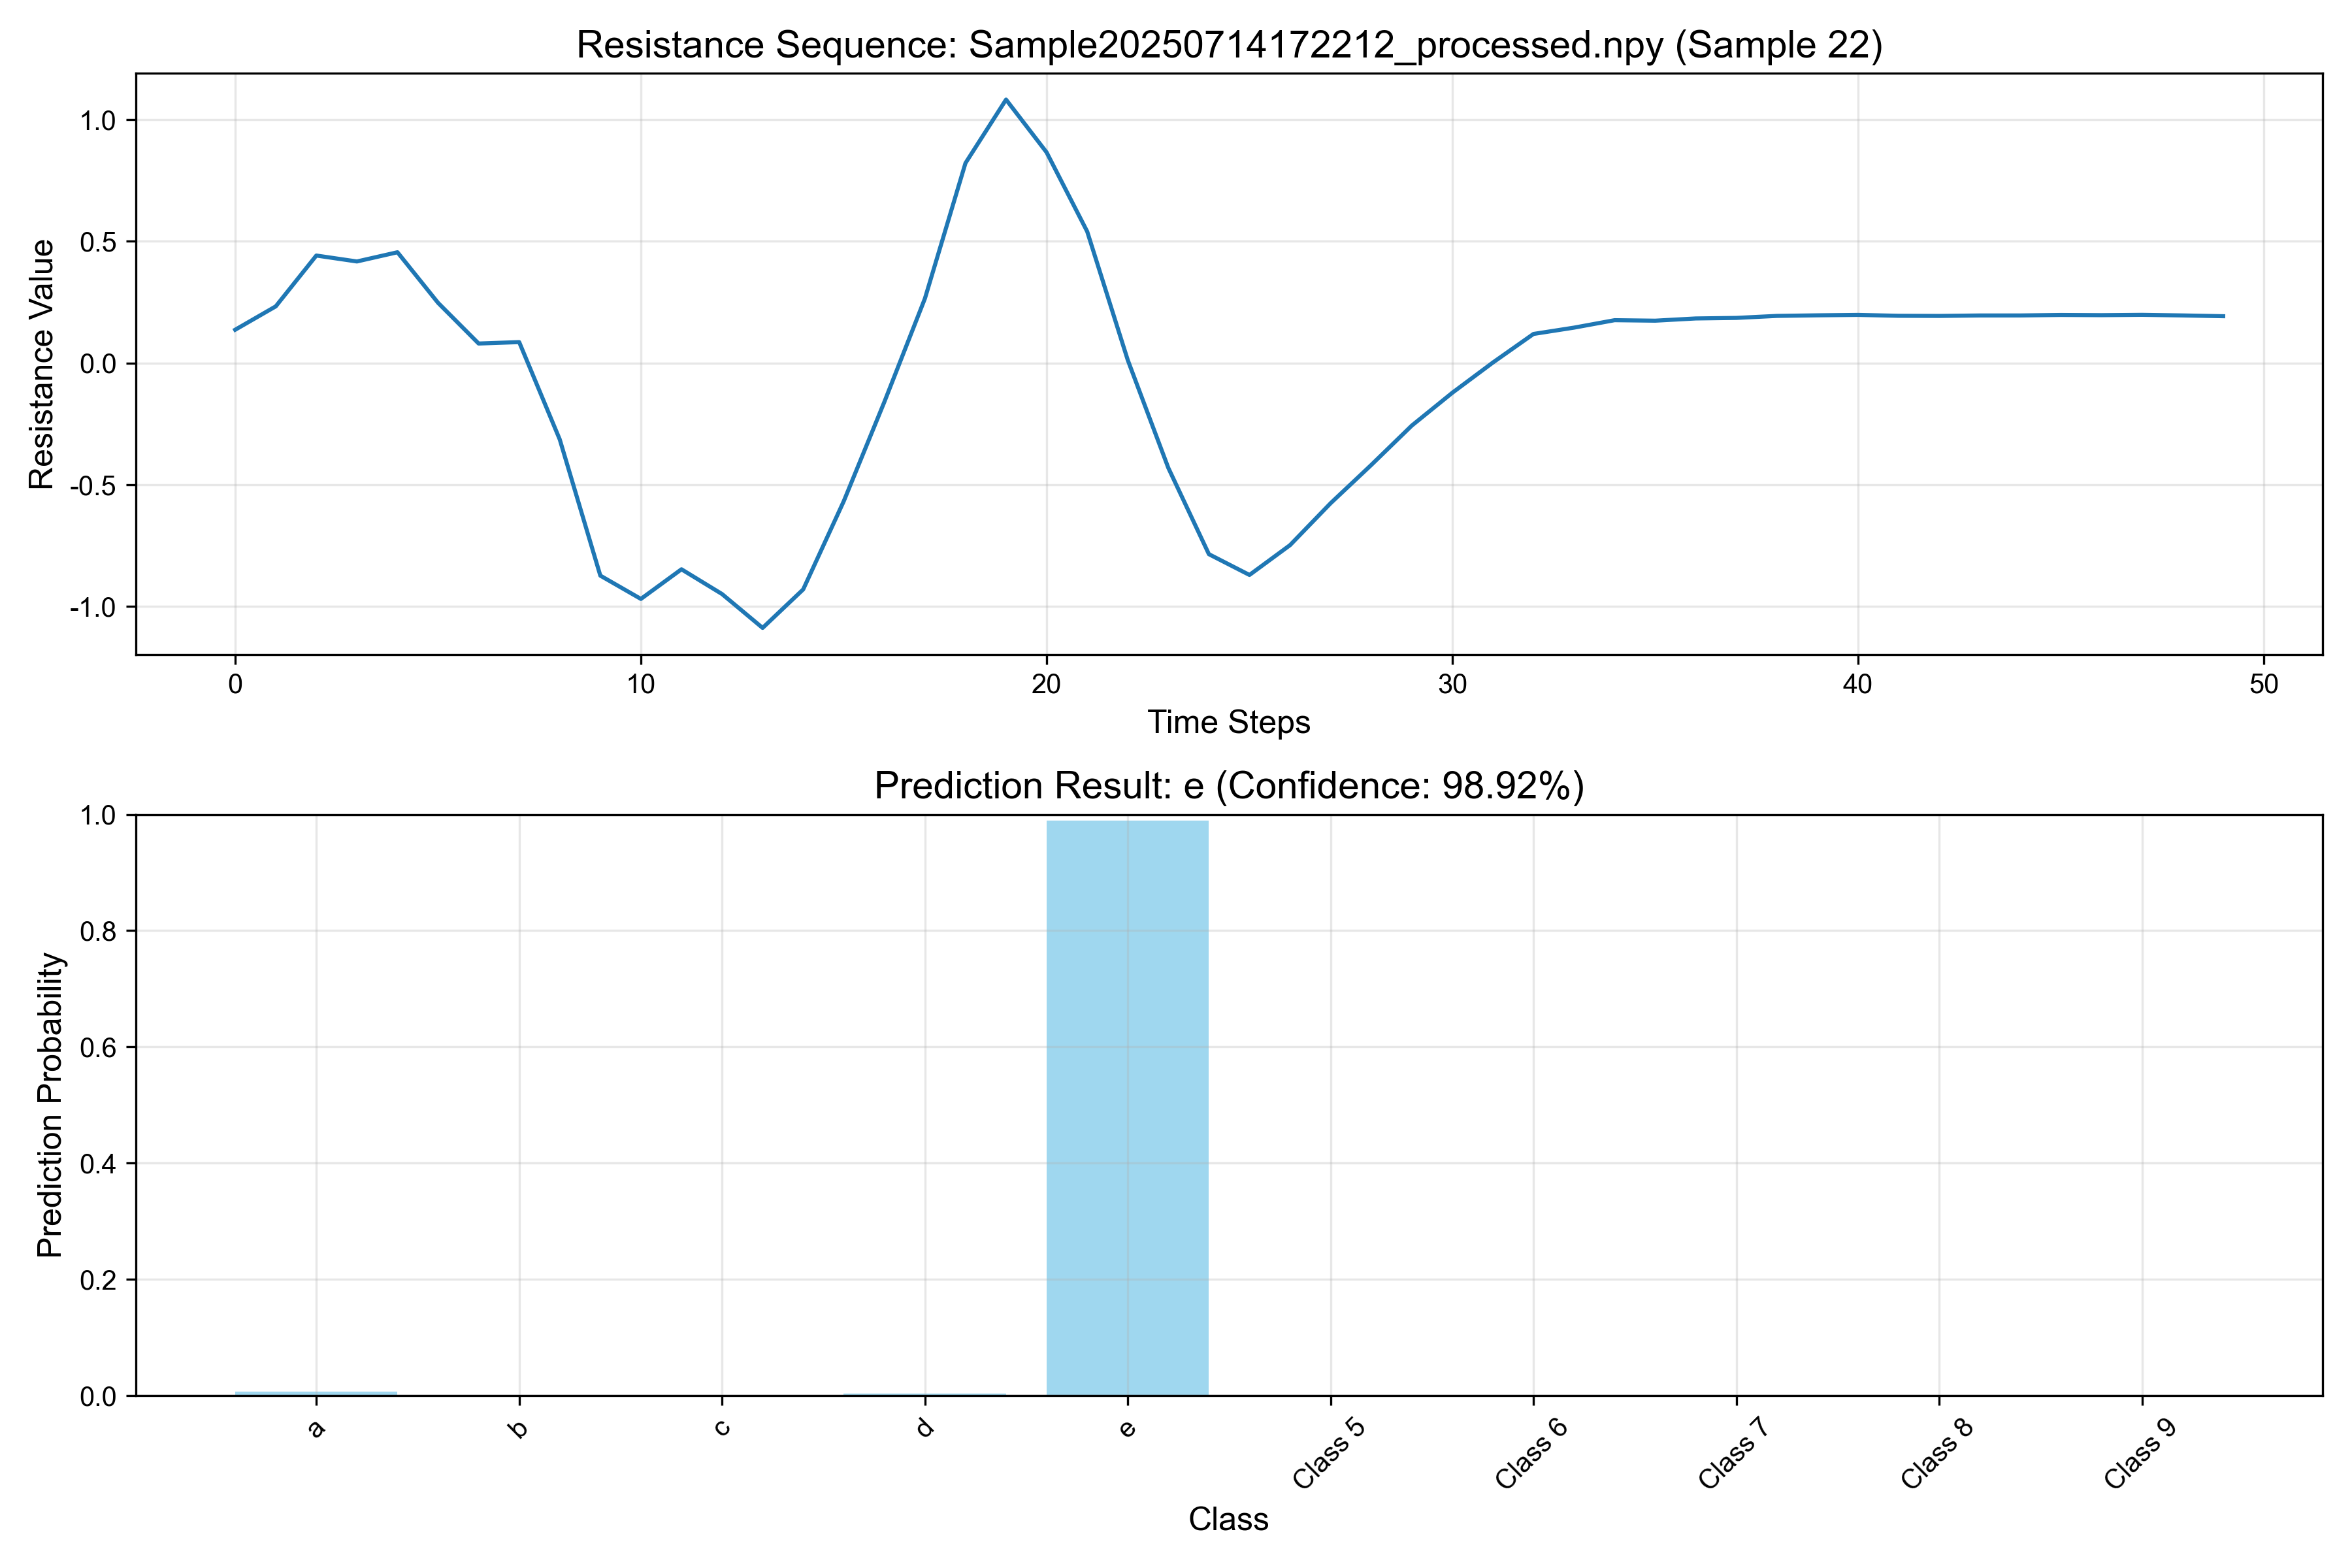 Resistance Sequence: Sample20250714172212_processed.npy (Sample 22)
1.0
0.5
0.0
-0.5
-1.0
Resistance Value
0 10 20 30 40 50
Time Steps
Prediction Result: e (Confidence: 98.92%)
1.0
0.8
0.6
0.4
0.2
0.0
Prediction Probability
a b c d e Class 5 Class 6 Class 7 Class 8 Class 9
Class